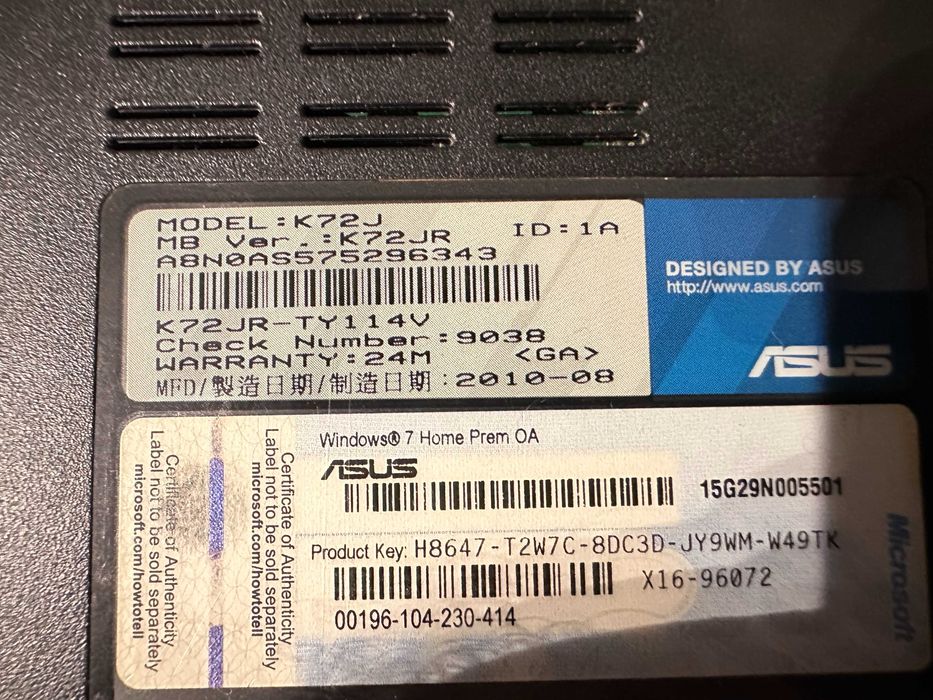 MODEL:K72J
MB Ver.:K72JR
ID:1A
A8N0AS575296343
K72JR-TY114V
Check Number:9038
WARRANTY:24M <GA>
MFD/製造日期/制造日期:2010-08
DESIGNED BY ASUS
http://www.asus.com
ASUS
Certificate of Authenticity
Label not to be sold separately
microsoft.com/howtotell
Certificate of Authenticity
Label not to be sold separately
microsoft.com/howtotell
Windows® 7 Home Prem OA
ASUS
15G29N005501
Product Key: H8647-T2W7C-8DC3D-JY9WM-W49TK
X16-96072
00196-104-230-414
Microsoft